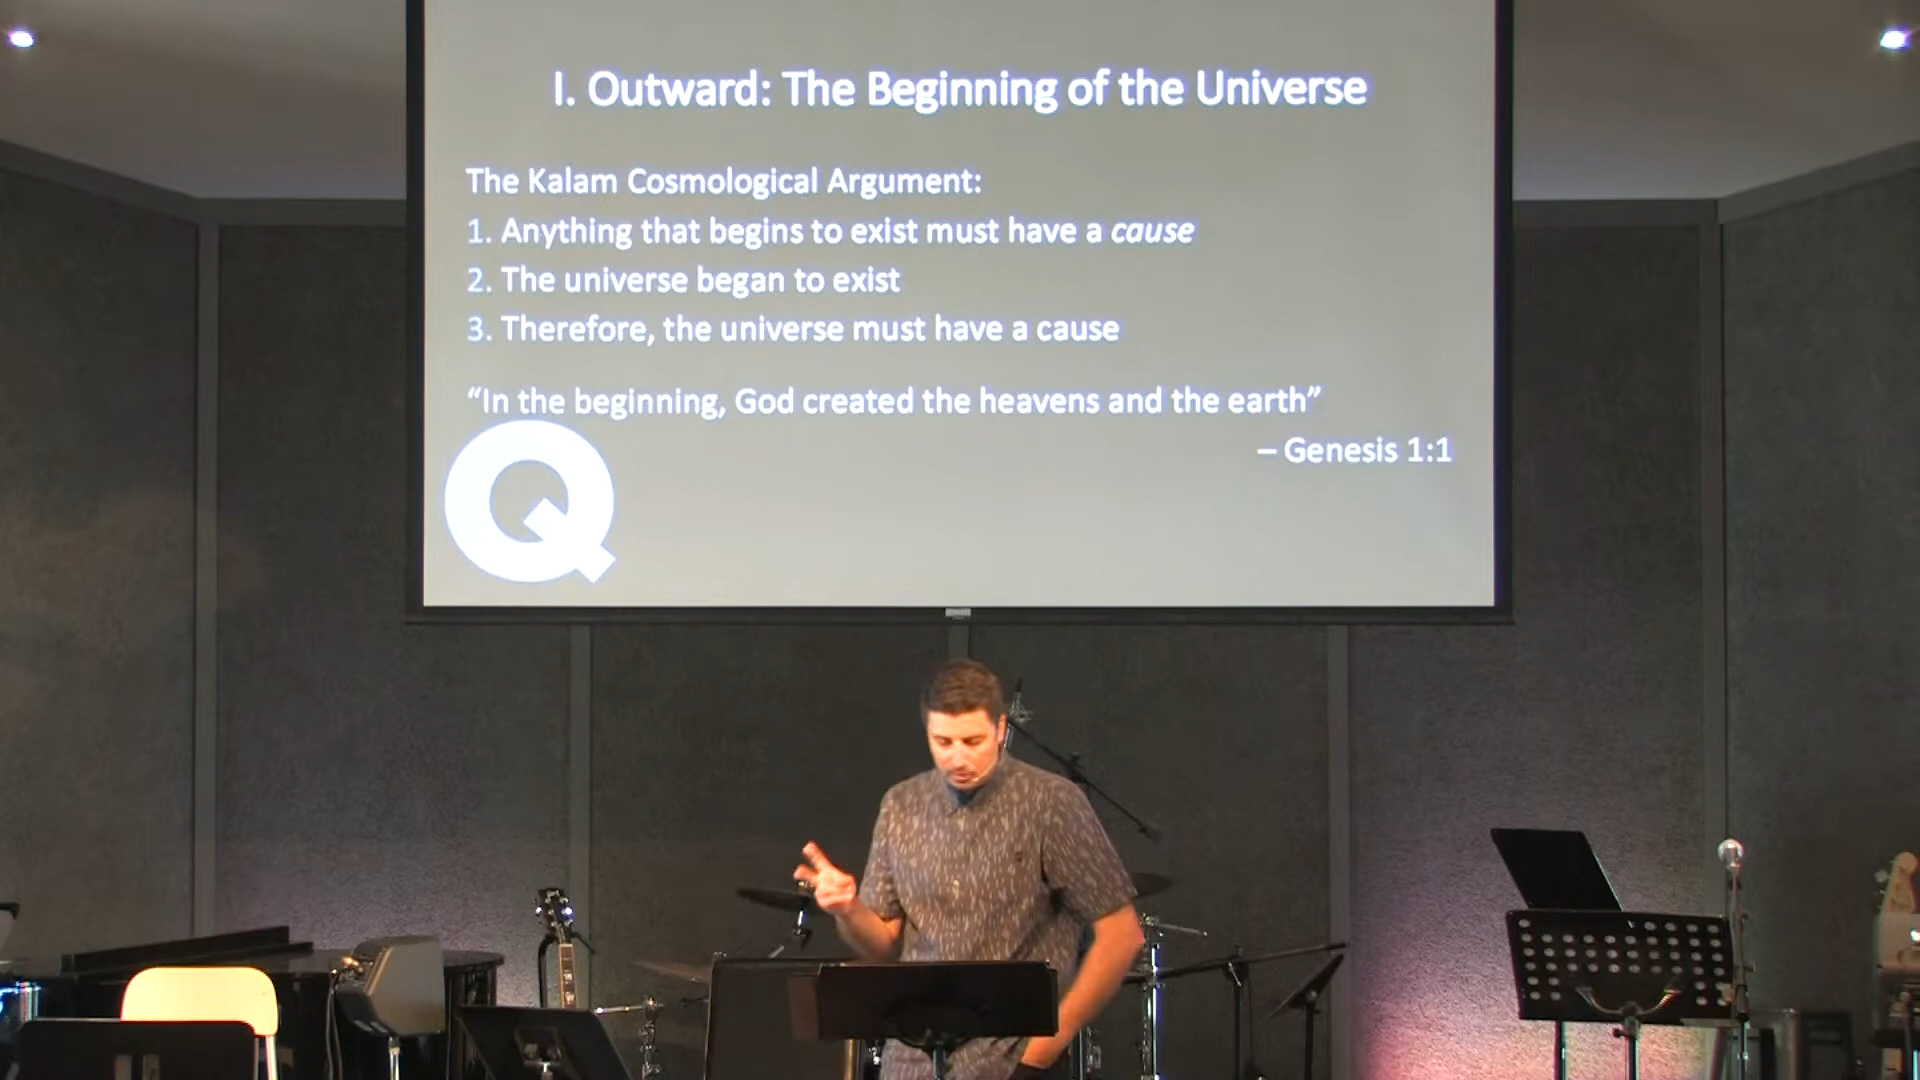 I. Outward: The Beginning of the Universe
The Kalam Cosmological Argument:
1. Anything that begins to exist must have a cause
2. The universe began to exist
3. Therefore, the universe must have a cause
“In the beginning, God created the heavens and the earth”
– Genesis 1:1
Q